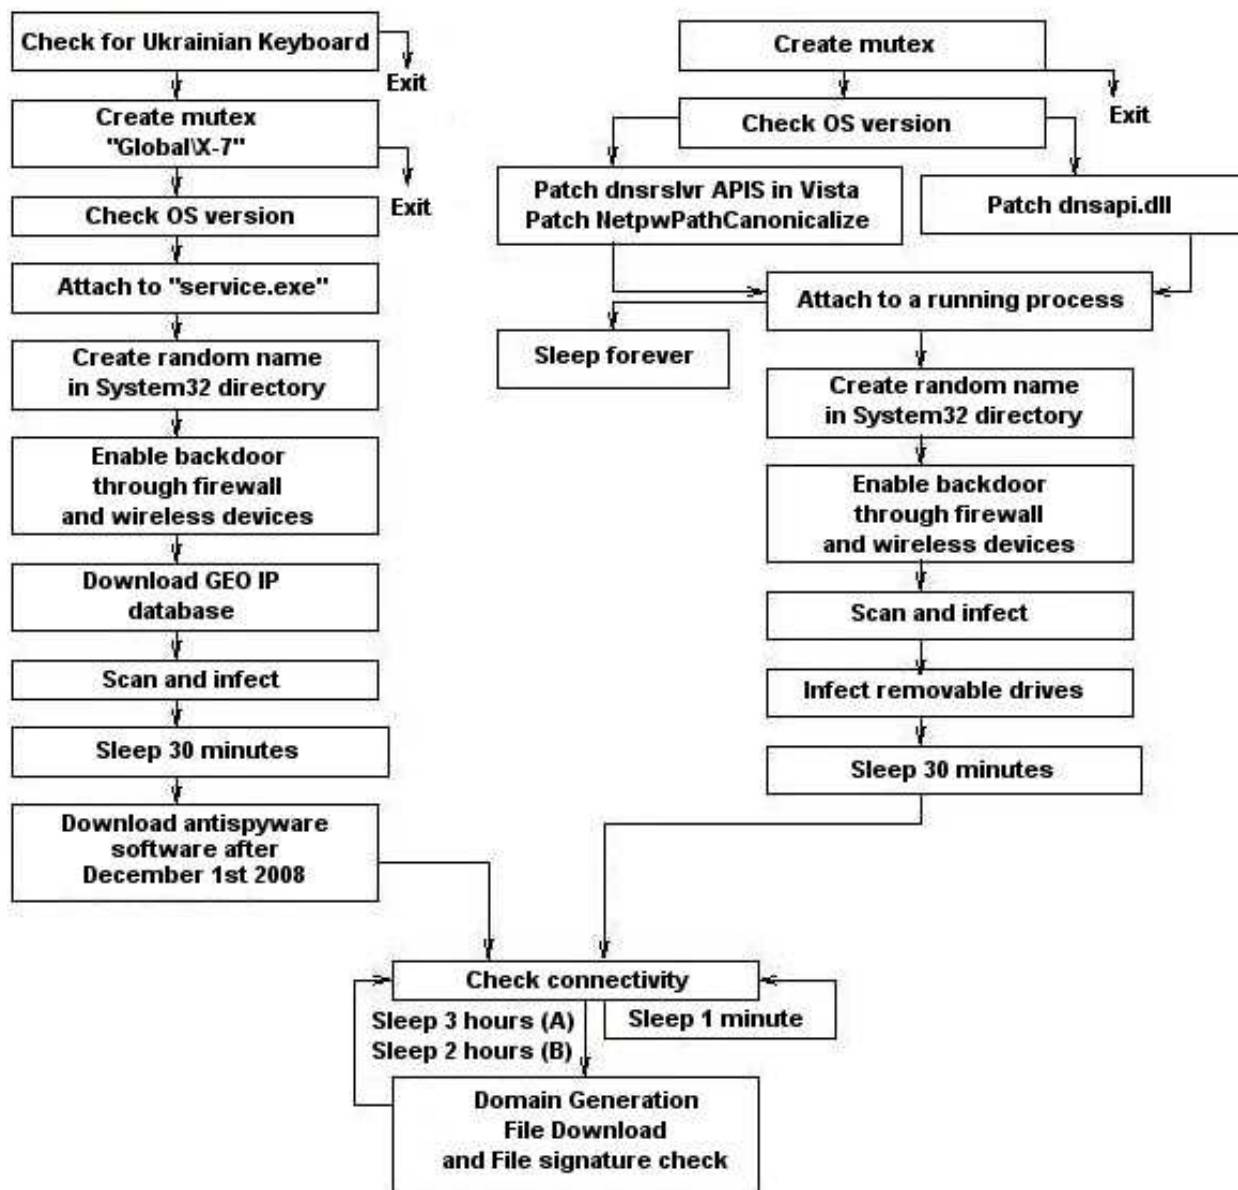 Check for Ukrainian Keyboard
Exit
Create mutex
"Global\X-7"
Exit
Check OS version
Attach to "service.exe"
Create random name
in System32 directory
Enable backdoor
through firewall
and wireless devices
Download GEO IP
database
Scan and infect
Sleep 30 minutes
Download antispyware
software after
December 1st 2008
Create mutex
Exit
Check OS version
Patch dnsrslvr APIS in Vista
Patch NetpwPathCanonicalize
Patch dnsapi.dll
Attach to a running process
Sleep forever
Create random name
in System32 directory
Enable backdoor
through firewall
and wireless devices
Scan and infect
Infect removable drives
Sleep 30 minutes
Check connectivity
Sleep 3 hours (A)
Sleep 2 hours (B)
Sleep 1 minute
Domain Generation
File Download
and File signature check